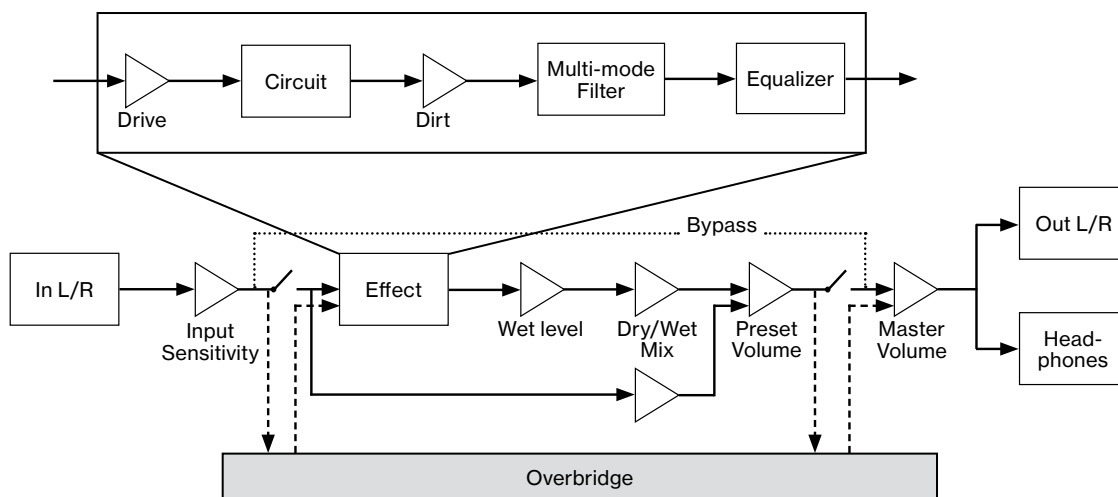 Drive
Circuit
Dirt
Multi-mode
Filter
Equalizer
Bypass
In L/R
Input
Sensitivity
Effect
Wet level
Dry/Wet
Mix
Preset
Volume
Master
Volume
Out L/R
Head-
phones
Overbridge